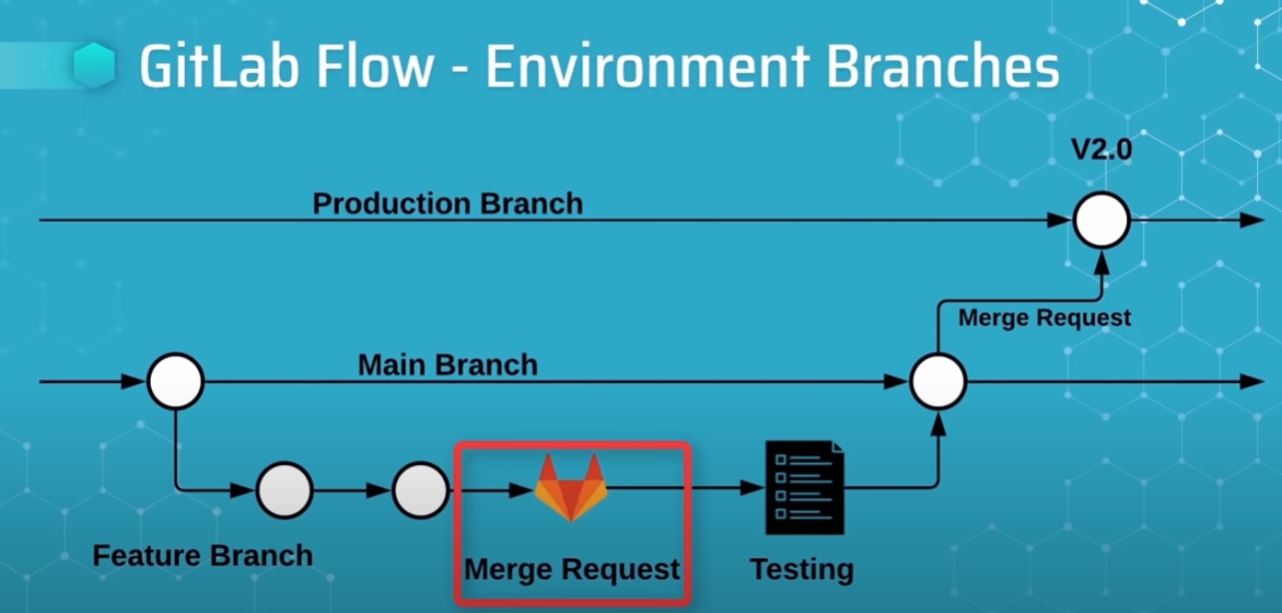 GitLab Flow - Environment Branches
V2.0
Production Branch
Merge Request
Main Branch
Feature Branch
Merge Request
Testing